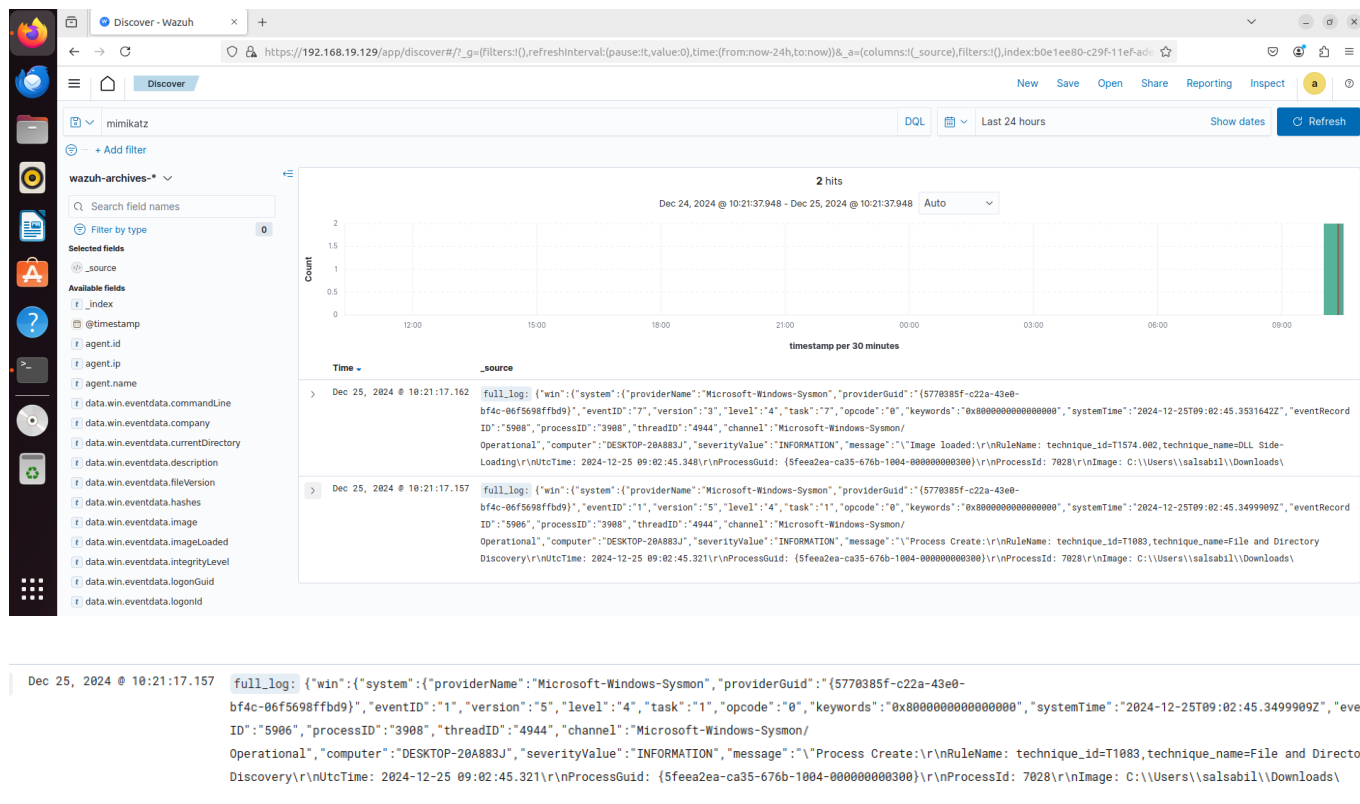 Discover - Wazuh
https://192.168.19.129/app/discover#/?_g=(filters:!(),refreshInterval:(pause:!t,value:0),time:(from:now-24h,to:now))&_a=(columns:!(_source),filters:!(),index:b0e1ee80-c29f-11ef-ade
Discover
New Save Open Share Reporting Inspect a
mimikatz DQL Last 24 hours Show dates Refresh
+ Add filter
wazuh-archives-*
Search field names
Filter by type 0
Selected fields
_source
Available fields
t _index
@timestamp
t agent.id
t agent.ip
t agent.name
t data.win.eventdata.commandLine
t data.win.eventdata.company
t data.win.eventdata.currentDirectory
t data.win.eventdata.description
t data.win.eventdata.fileVersion
t data.win.eventdata.hashes
t data.win.eventdata.image
t data.win.eventdata.imageLoaded
t data.win.eventdata.integrityLevel
t data.win.eventdata.logonGuid
t data.win.eventdata.logonId
2 hits
Dec 24, 2024 @ 10:21:37.948 - Dec 25, 2024 @ 10:21:37.948 Auto
Count
2
1.5
1
0.5
0
12:00 15:00 18:00 21:00 00:00 03:00 06:00 09:00
timestamp per 30 minutes
Time _source
Dec 25, 2024 @ 10:21:17.162 full_log: {"win":{"system":{"providerName":"Microsoft-Windows-Sysmon","providerGuid":"{5770385f-c22a-43e0-
bf4c-06f5698ffbd9}","eventID":"7","version":"3","level":"4","task":"7","opcode":"0","keywords":"0x8000000000000000","systemTime":"2024-12-25T09:02:45.3531642Z","eventRecord
ID":"5908","processID":"3908","threadID":"4944","channel":"Microsoft-Windows-Sysmon/
Operational","computer":"DESKTOP-20A883J","severityValue":"INFORMATION","message":"\"Image loaded:\r\nRuleName: technique_id=T1574.002,technique_name=DLL Side-
Loading\r\nUtcTime: 2024-12-25 09:02:45.348\r\nProcessGuid: {5feea2ea-ca35-676b-1004-000000000300}\r\nProcessId: 7028\r\nImage: C:\\Users\\salsabil\\Downloads\
Dec 25, 2024 @ 10:21:17.157 full_log: {"win":{"system":{"providerName":"Microsoft-Windows-Sysmon","providerGuid":"{5770385f-c22a-43e0-
bf4c-06f5698ffbd9}","eventID":"1","version":"5","level":"4","task":"1","opcode":"0","keywords":"0x8000000000000000","systemTime":"2024-12-25T09:02:45.3499909Z","eventRecord
ID":"5906","processID":"3908","threadID":"4944","channel":"Microsoft-Windows-Sysmon/
Operational","computer":"DESKTOP-20A883J","severityValue":"INFORMATION","message":"\"Process Create:\r\nRuleName: technique_id=T1083,technique_name=File and Directory
Discovery\r\nUtcTime: 2024-12-25 09:02:45.321\r\nProcessGuid: {5feea2ea-ca35-676b-1004-000000000300}\r\nProcessId: 7028\r\nImage: C:\\Users\\salsabil\\Downloads\
Dec 25, 2024 @ 10:21:17.157 full_log: {"win":{"system":{"providerName":"Microsoft-Windows-Sysmon","providerGuid":"{5770385f-c22a-43e0-
bf4c-06f5698ffbd9}","eventID":"1","version":"5","level":"4","task":"1","opcode":"0","keywords":"0x8000000000000000","systemTime":"2024-12-25T09:02:45.3499909Z","eve
ID":"5906","processID":"3908","threadID":"4944","channel":"Microsoft-Windows-Sysmon/
Operational","computer":"DESKTOP-20A883J","severityValue":"INFORMATION","message":"\"Process Create:\r\nRuleName: technique_id=T1083,technique_name=File and Directo
Discovery\r\nUtcTime: 2024-12-25 09:02:45.321\r\nProcessGuid: {5feea2ea-ca35-676b-1004-000000000300}\r\nProcessId: 7028\r\nImage: C:\\Users\\salsabil\\Downloads\